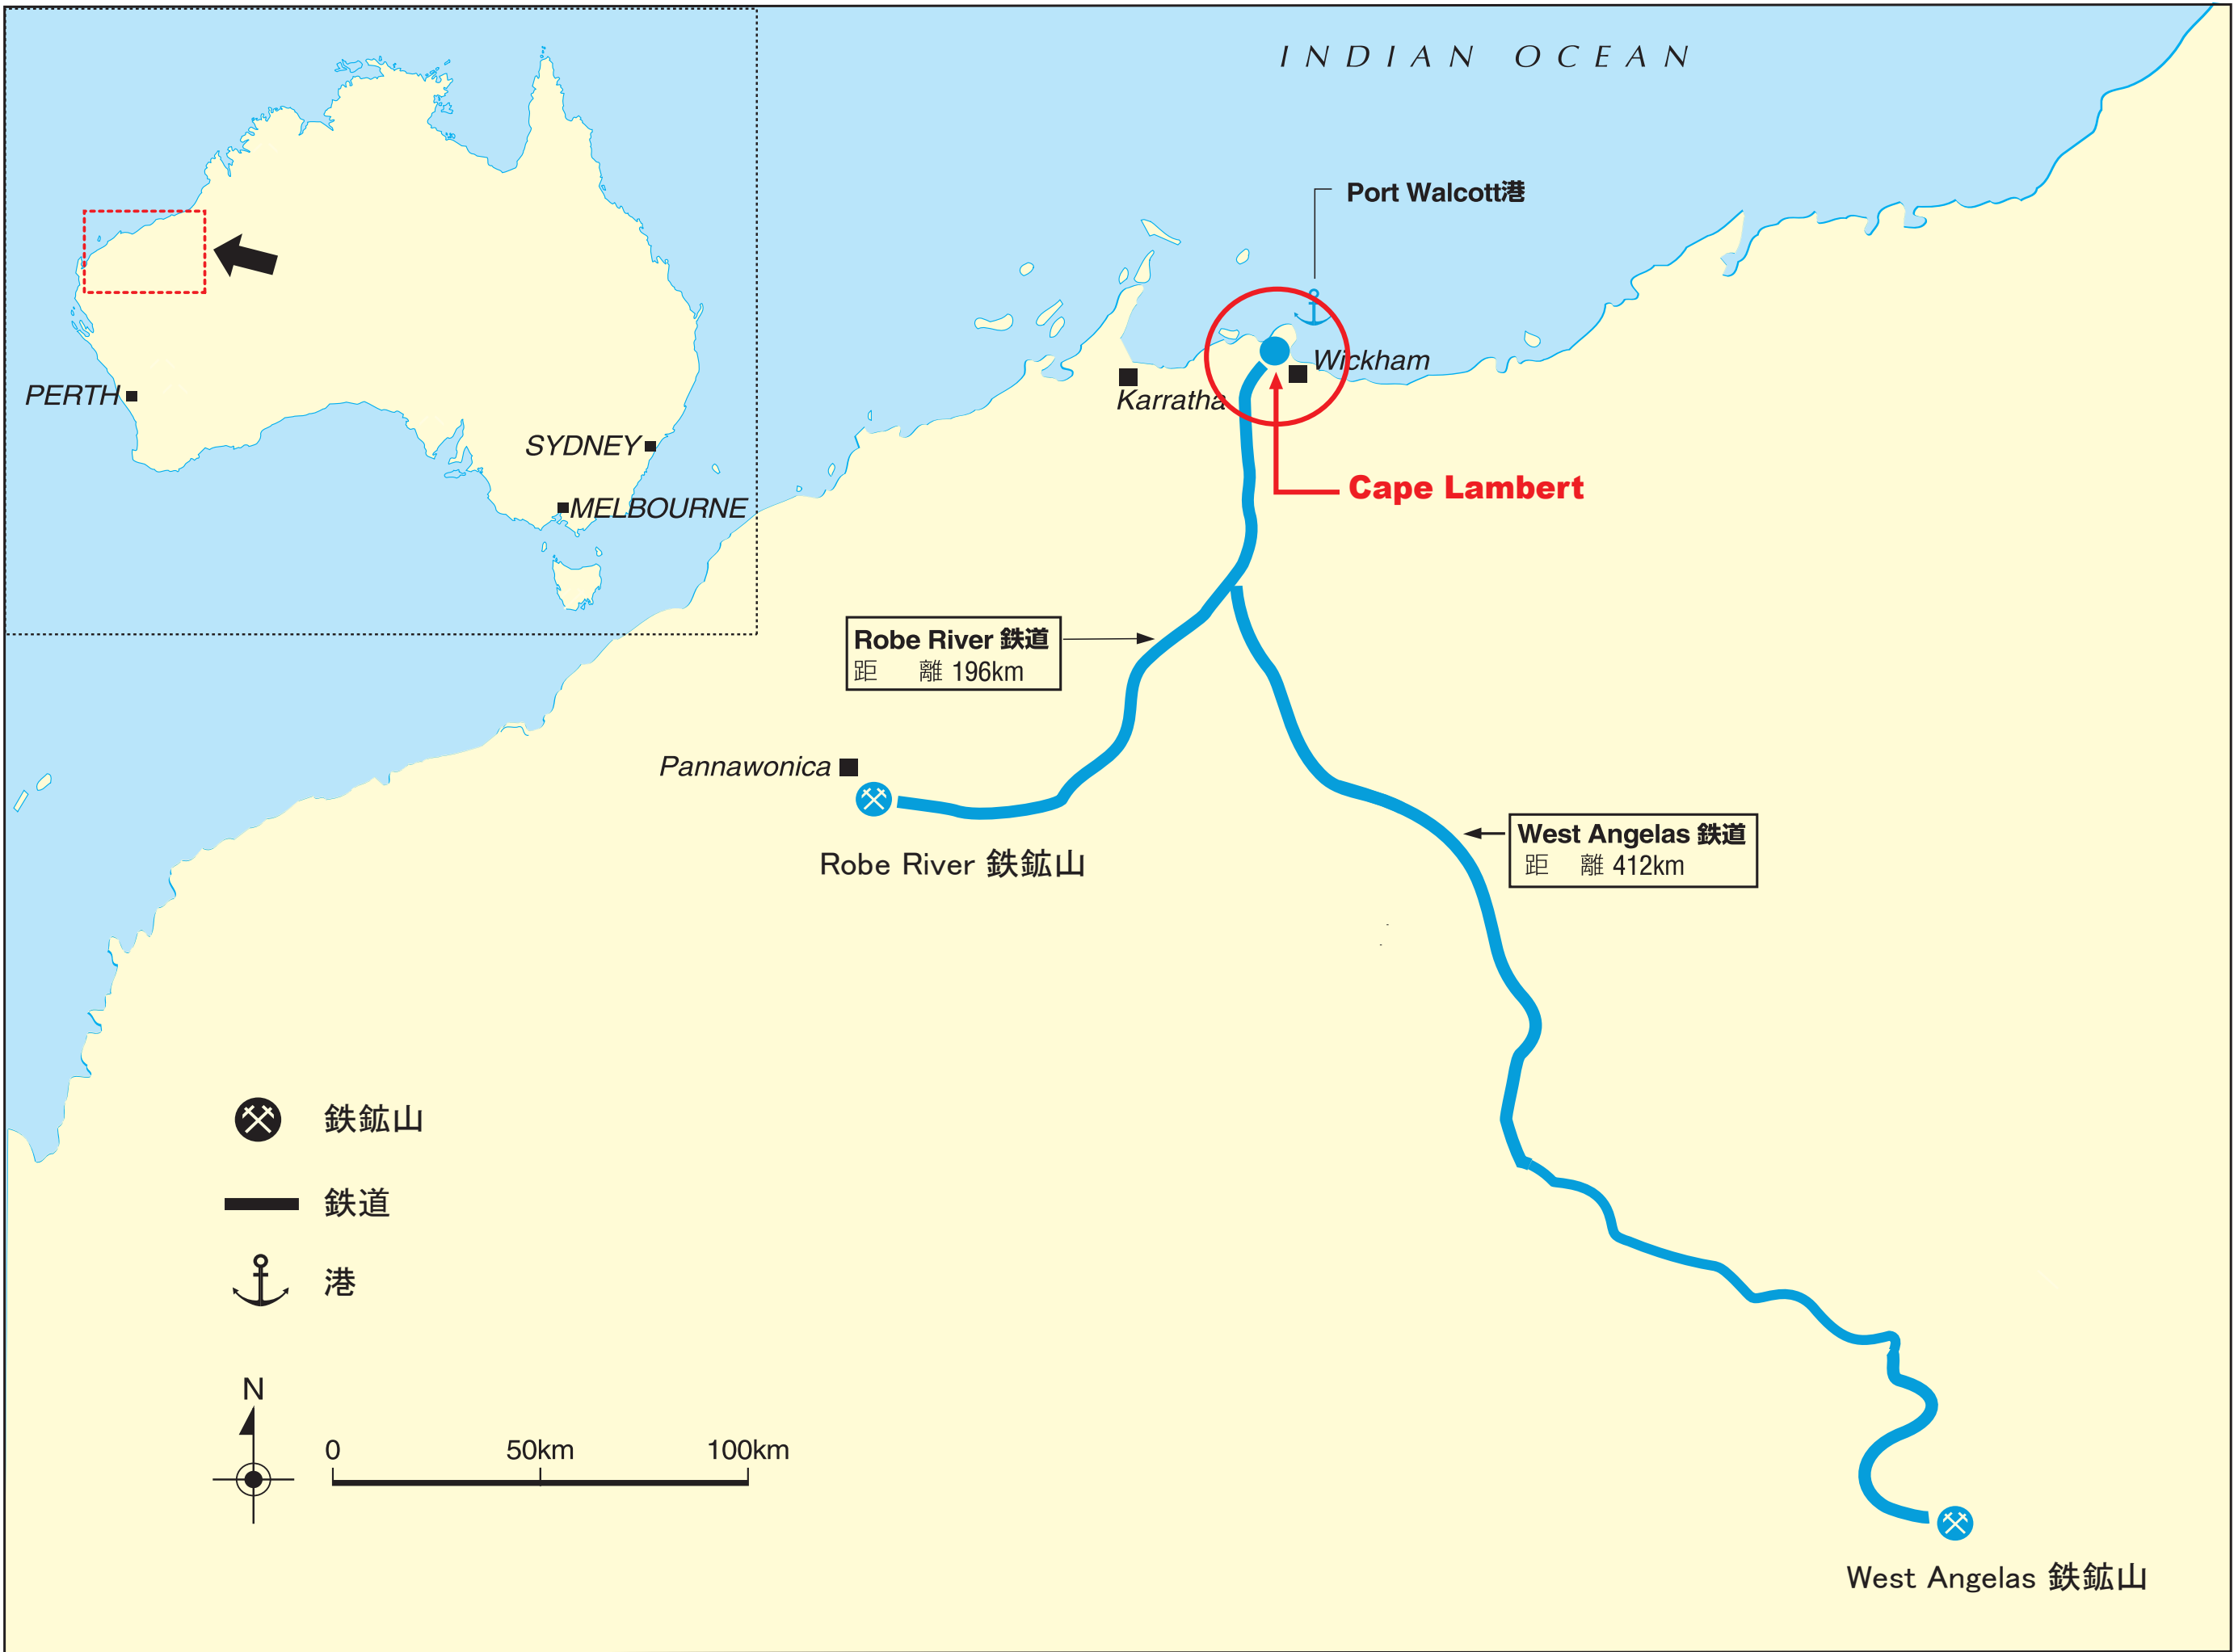 INDIAN OCEAN
Port Walcott港
Wickham
Karratha
PERTH
SYDNEY
MELBOURNE
Cape Lambert
Robe River 鉄道
距 離 196km
Pannawonica
Robe River 鉄鉱山
West Angelas 鉄道
距 離 412km
鉄鉱山
鉄道
港
N
0 50km 100km
West Angelas 鉄鉱山